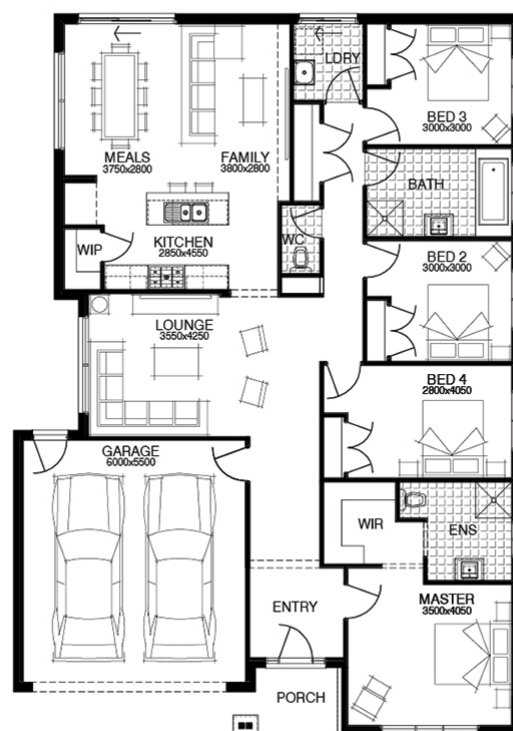 LDRY
BED 3
3000x3000
MEALS
3750x2800
FAMILY
3800x2800
BATH
WC
WIP
KITCHEN
2850x4550
BED 2
3000x3000
LOUNGE
3550x4250
BED 4
2800x4050
GARAGE
6000x5500
WIR
ENS
ENTRY
MASTER
3500x4050
PORCH